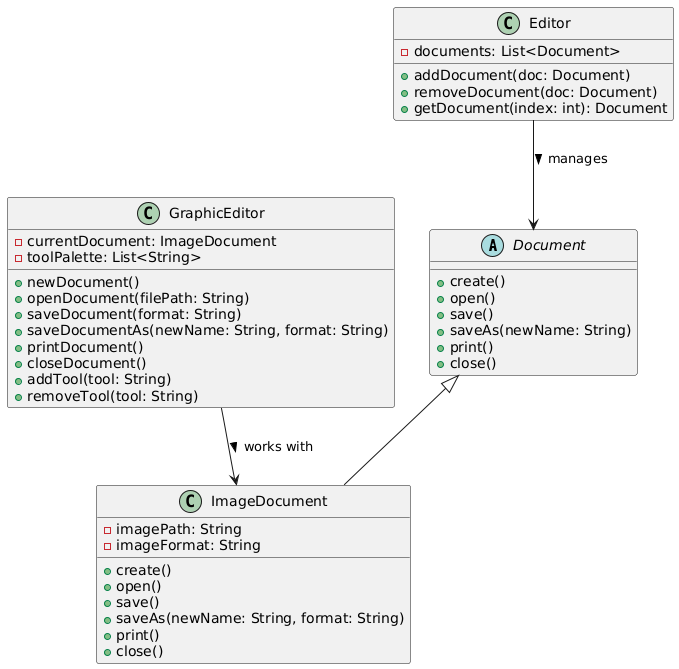 C Editor
documents: List<Document>
addDocument(doc: Document)
removeDocument(doc: Document)
getDocument(index: int): Document
manages
C GraphicEditor
currentDocument: ImageDocument
toolPalette: List<String>
newDocument()
openDocument(filePath: String)
saveDocument(format: String)
saveDocumentAs(newName: String, format: String)
printDocument()
closeDocument()
addTool(tool: String)
removeTool(tool: String)
A Document
create()
open()
save()
saveAs(newName: String)
print()
close()
works with
C ImageDocument
imagePath: String
imageFormat: String
create()
open()
save()
saveAs(newName: String, format: String)
print()
close()